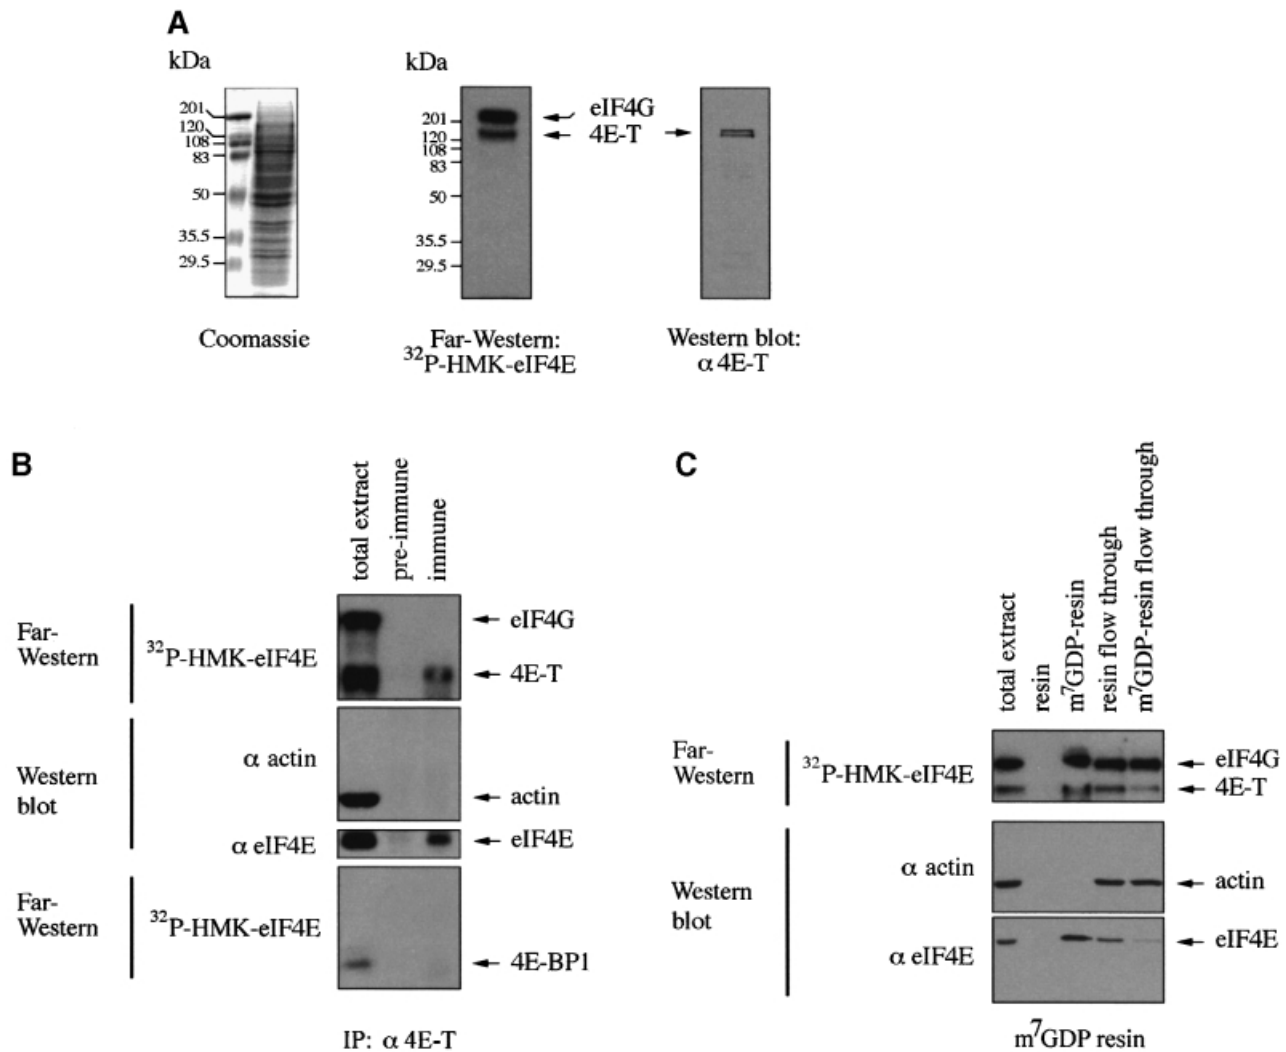 A
kDa
201
120
108
83
50
35.5
29.5
Coomassie
kDa
201
120
108
83
50
35.5
29.5
eIF4G
4E-T
Far-Western:
³²P-HMK-eIF4E
Western blot:
α 4E-T
B
total extract
pre-immune
immune
Far-
Western
³²P-HMK-eIF4E
eIF4G
4E-T
Western
blot
α actin
actin
α eIF4E
eIF4E
Far-
Western
³²P-HMK-eIF4E
4E-BP1
IP: α 4E-T
C
total extract
resin
m⁷GDP-resin
resin flow through
m⁷GDP-resin flow through
Far-
Western
³²P-HMK-eIF4E
eIF4G
4E-T
Western
blot
α actin
actin
α eIF4E
eIF4E
m⁷GDP resin